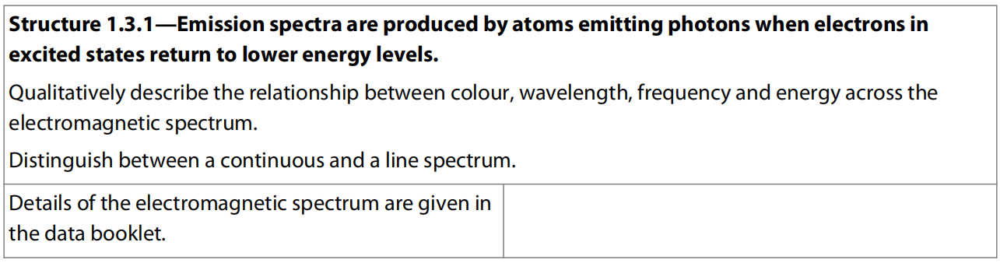 Structure 1.3.1—Emission spectra are produced by atoms emitting photons when electrons in
excited states return to lower energy levels.
Qualitatively describe the relationship between colour, wavelength, frequency and energy across the
electromagnetic spectrum.
Distinguish between a continuous and a line spectrum.
Details of the electromagnetic spectrum are given in
the data booklet.